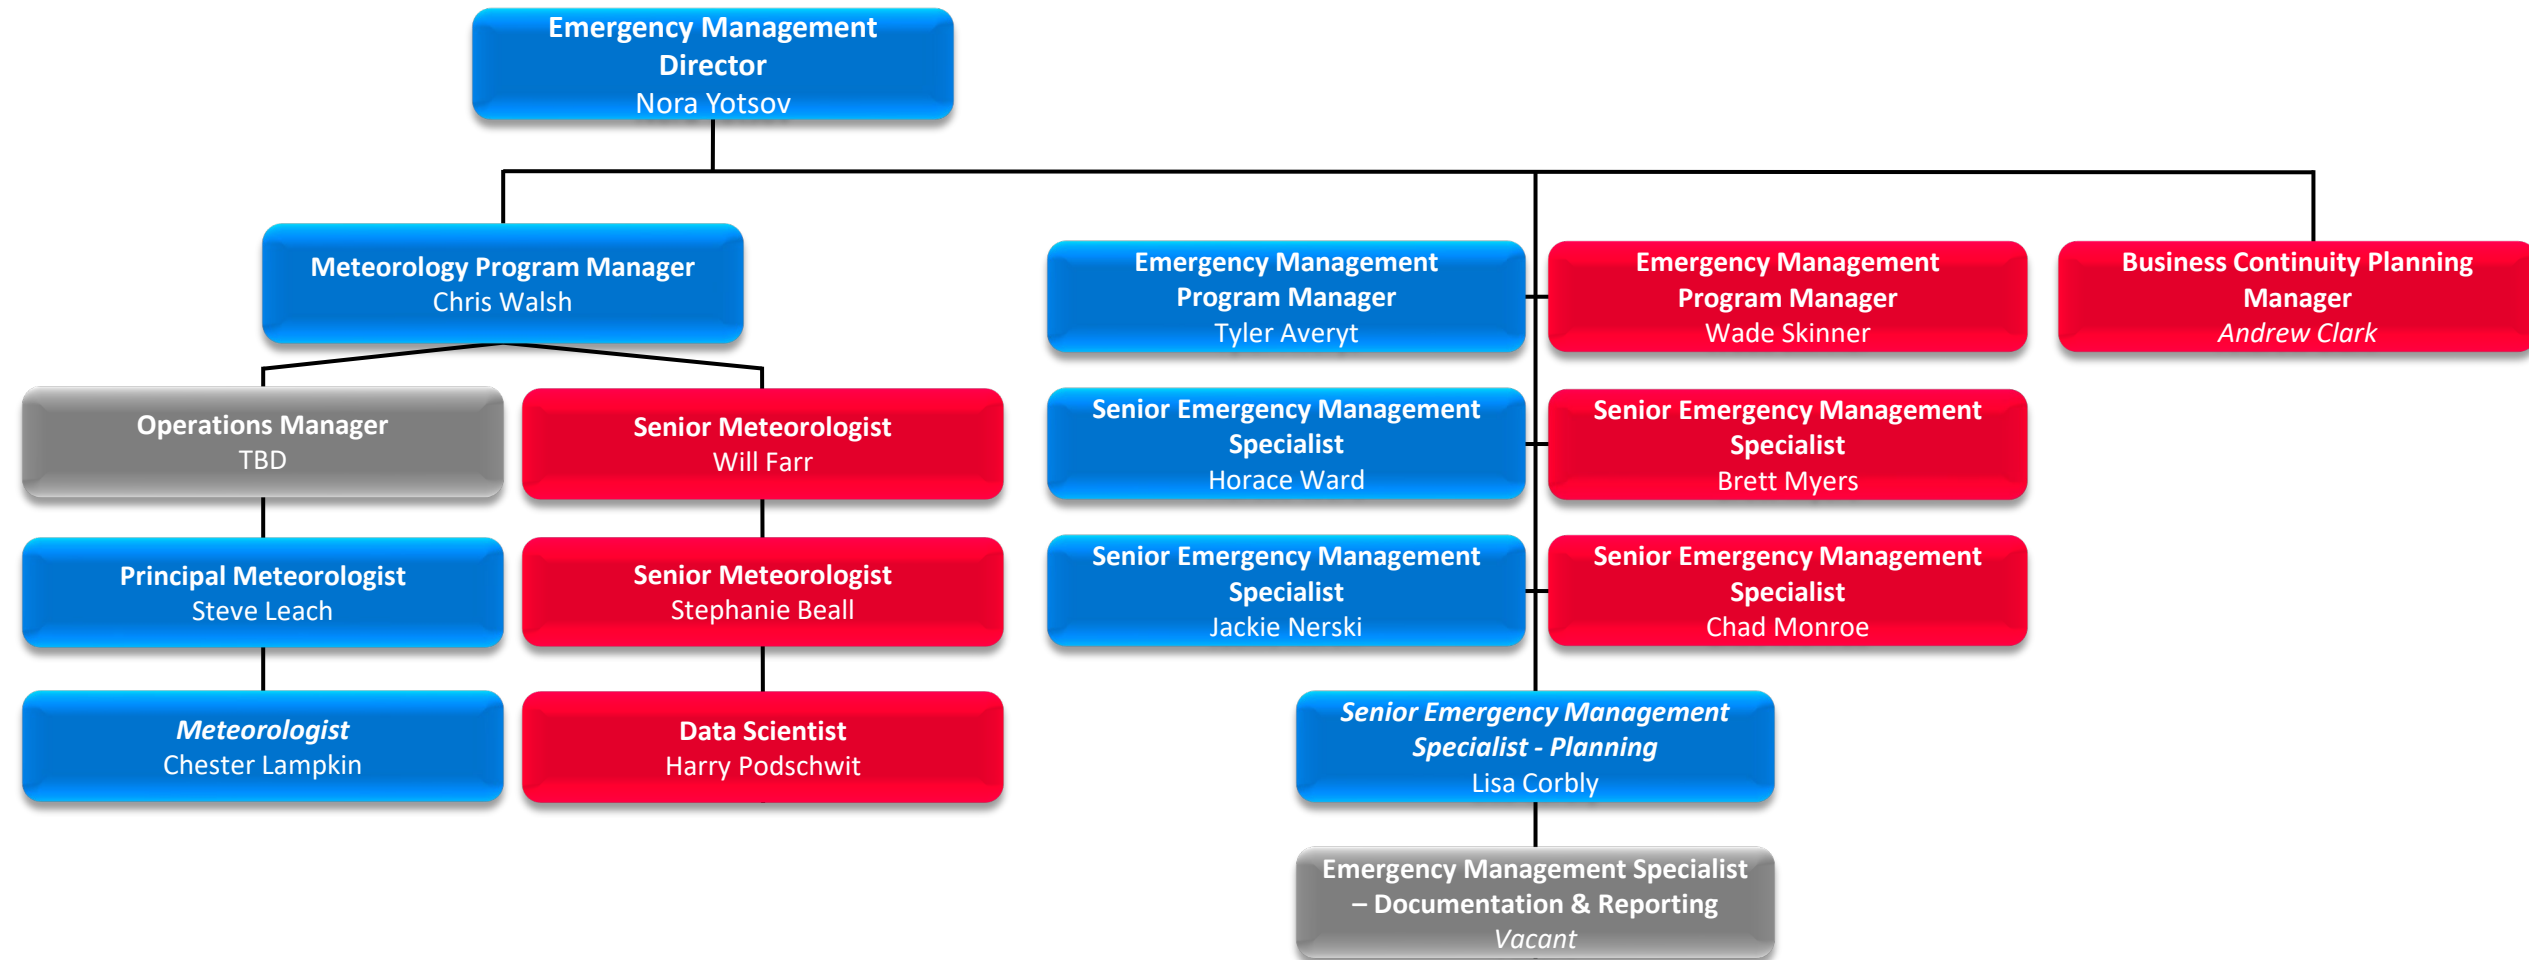 Emergency Management
Director
Nora Yotsov
Meteorology Program Manager
Chris Walsh
Emergency Management
Program Manager
Tyler Averyt
Emergency Management
Program Manager
Wade Skinner
Business Continuity Planning
Manager
Andrew Clark
Operations Manager
TBD
Senior Meteorologist
Will Farr
Senior Emergency Management
Specialist
Horace Ward
Senior Emergency Management
Specialist
Brett Myers
Principal Meteorologist
Steve Leach
Senior Meteorologist
Stephanie Beall
Senior Emergency Management
Specialist
Jackie Nerski
Senior Emergency Management
Specialist
Chad Monroe
Meteorologist
Chester Lampkin
Data Scientist
Harry Podschwit
Senior Emergency Management
Specialist - Planning
Lisa Corbly
Emergency Management Specialist
– Documentation & Reporting
Vacant